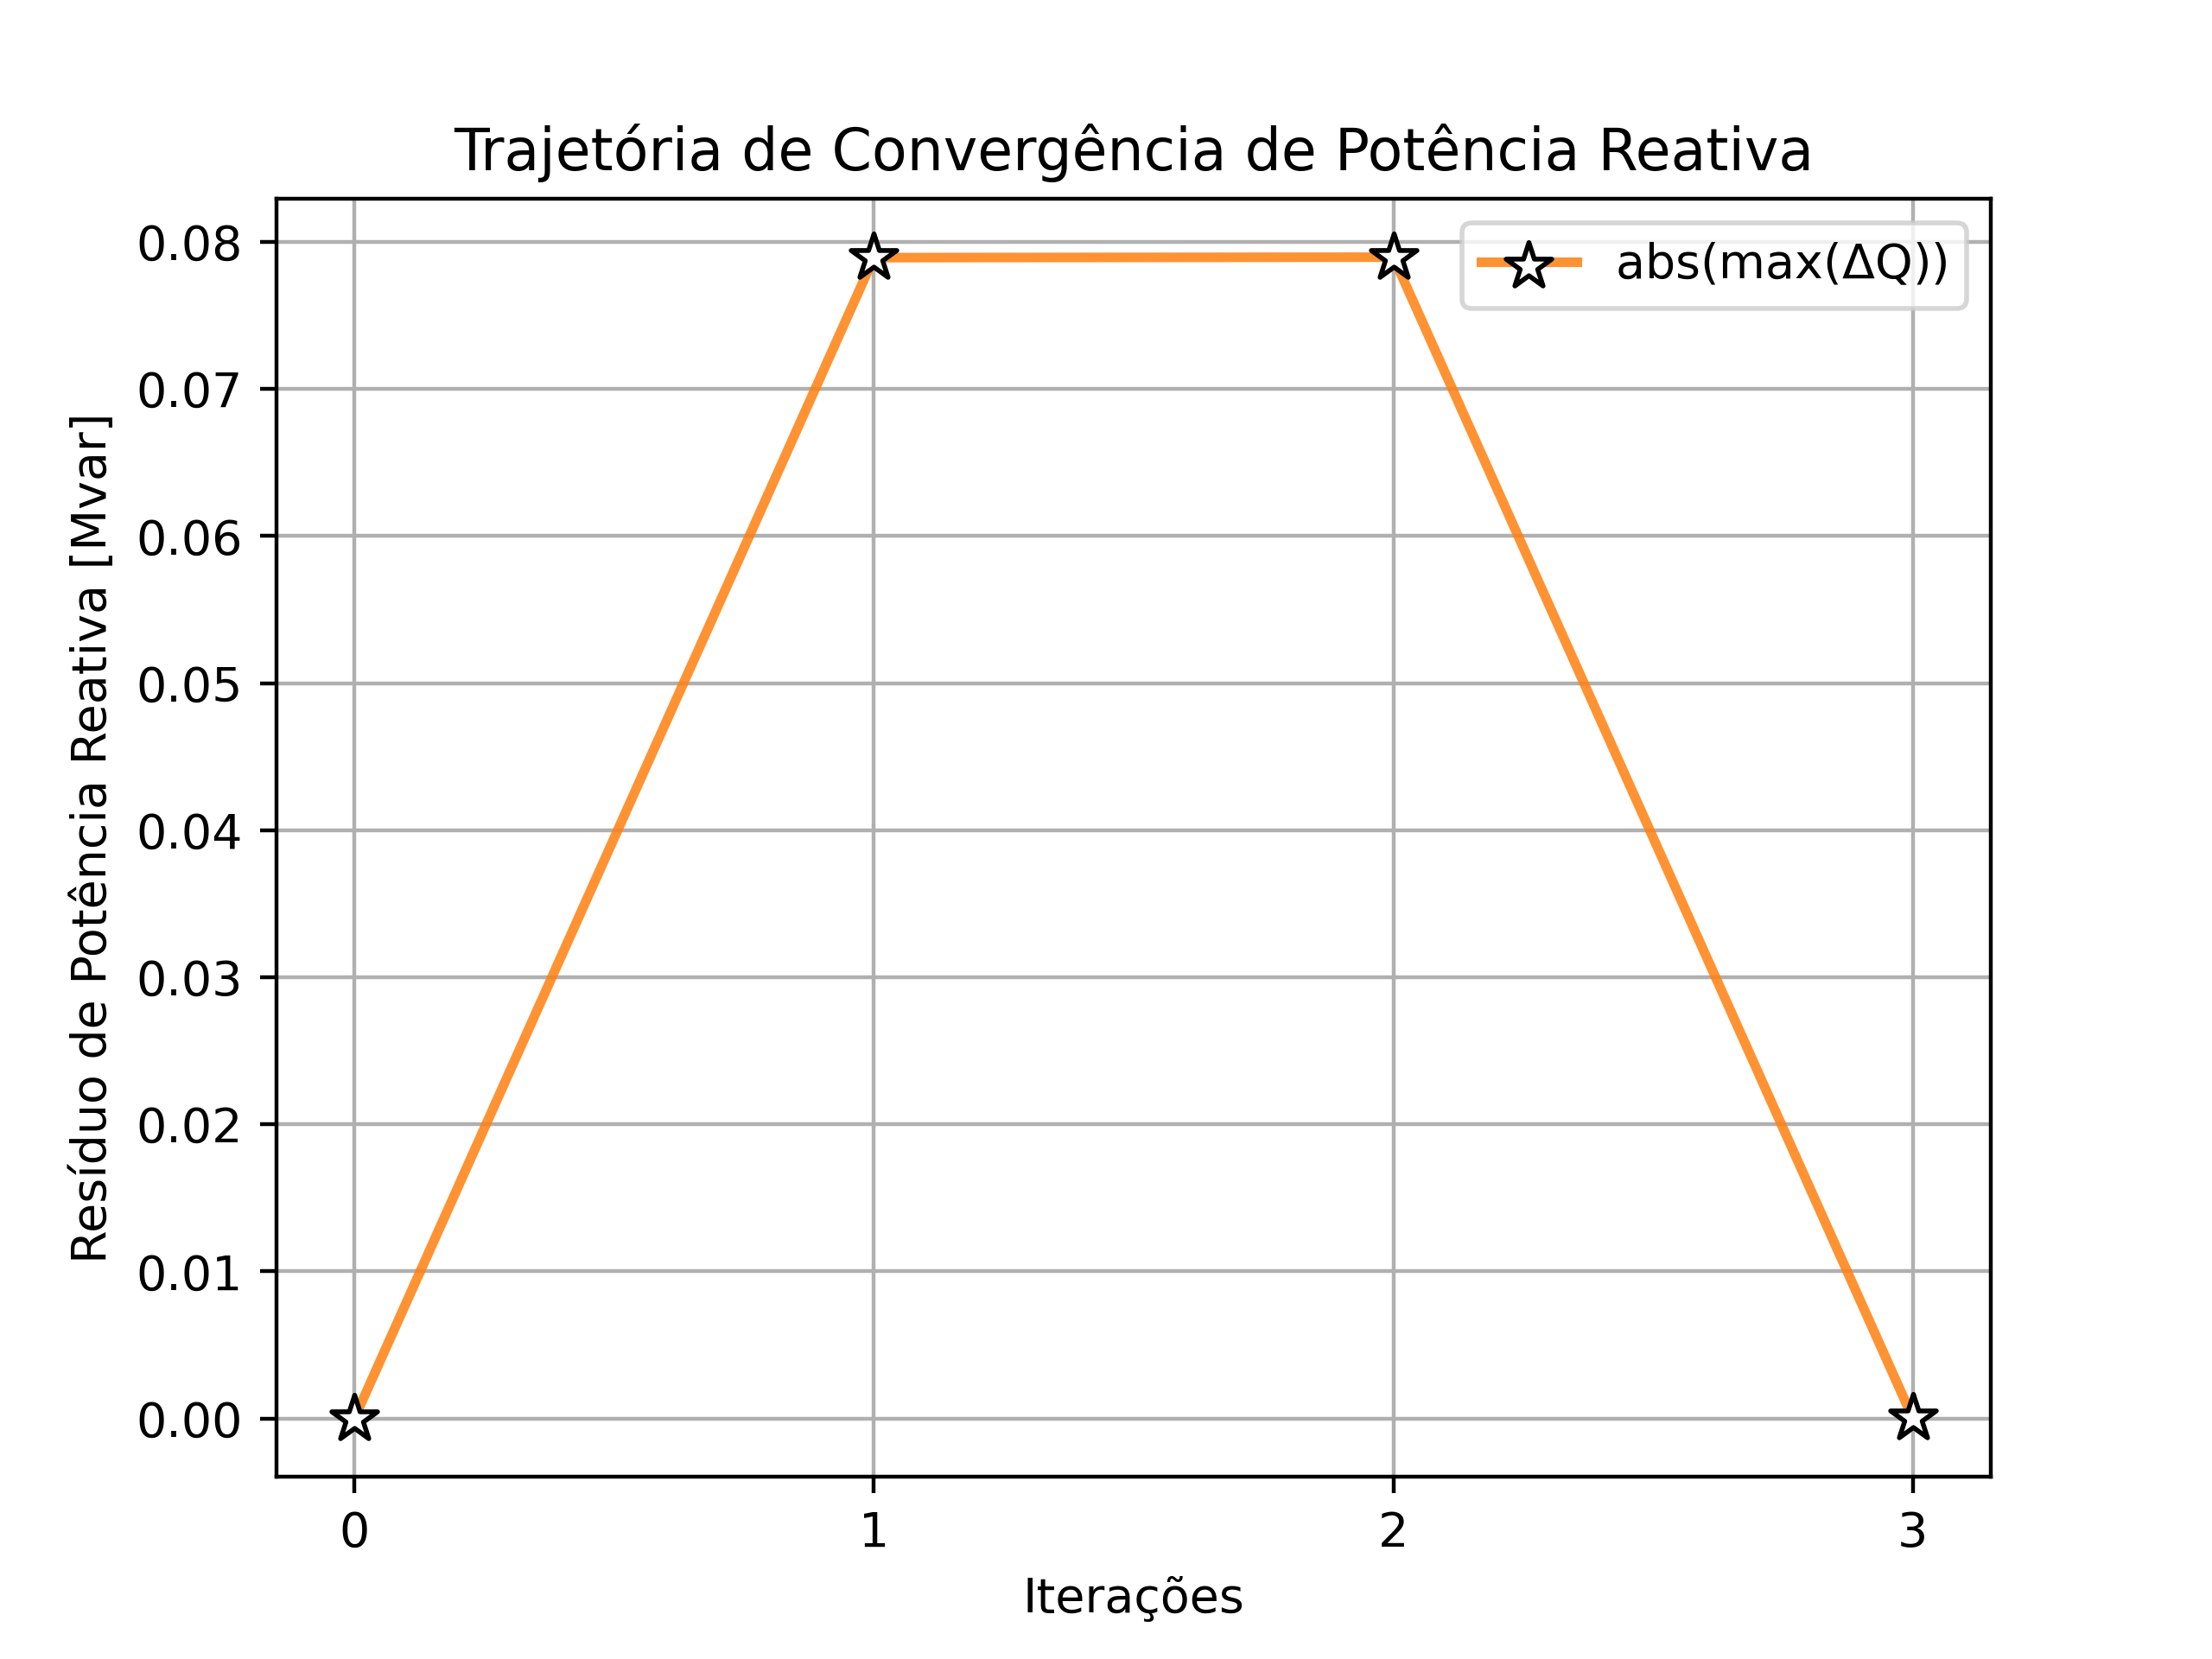 Trajetória de Convergência de Potência Reativa
abs(max(ΔQ))
Resíduo de Potência Reativa [Mvar]
0.08
0.07
0.06
0.05
0.04
0.03
0.02
0.01
0.00
0 1 2 3
Iterações